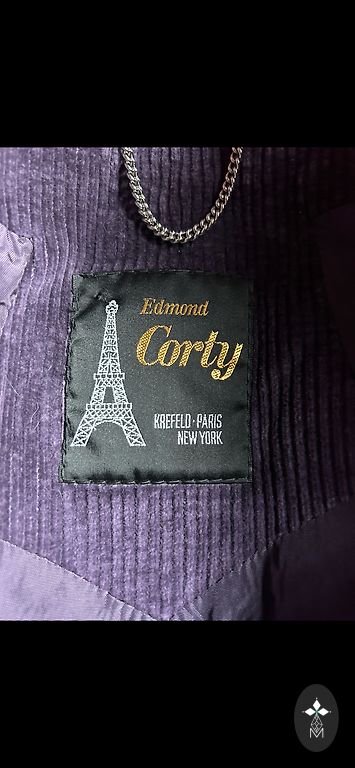 Edmond
Corty
KREFELD·PARIS
NEW YORK
M